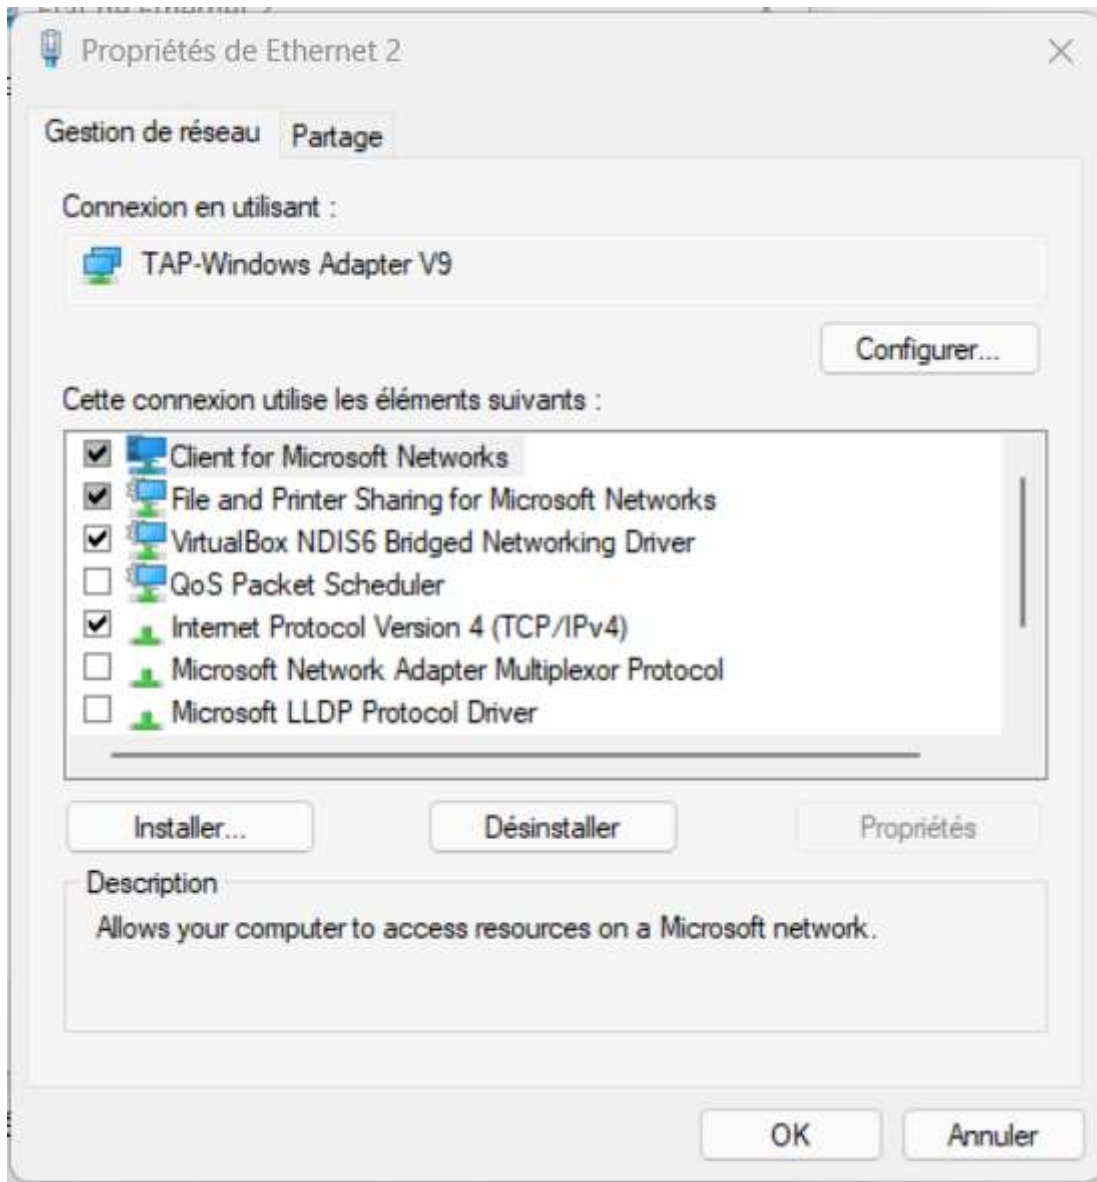 Propriétés de Ethernet 2
Gestion de réseau
Partage
Connexion en utilisant :
TAP-Windows Adapter V9
Configurer...
Cette connexion utilise les éléments suivants :
Client for Microsoft Networks
File and Printer Sharing for Microsoft Networks
VirtualBox NDIS6 Bridged Networking Driver
QoS Packet Scheduler
Internet Protocol Version 4 (TCP/IPv4)
Microsoft Network Adapter Multiplexor Protocol
Microsoft LLDP Protocol Driver
Installer...
Désinstaller
Propriétés
Description
Allows your computer to access resources on a Microsoft network.
OK
Annuler